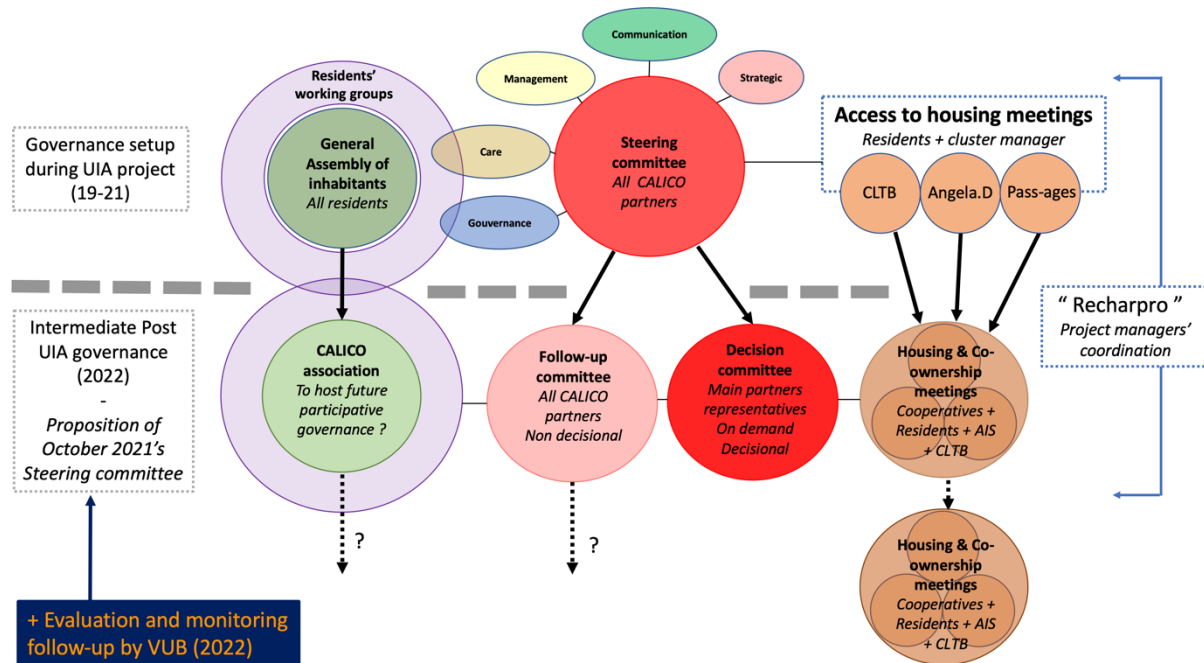 Communication
Management
Strategic
Care
Gouvernance
Steering
committee
All  CALICO
partners
Residents'
working groups
General
Assembly of
inhabitants
All residents
Governance setup
during UIA project
(19-21)
Access to housing meetings
Residents + cluster manager
CLTB
Angela.D
Pass-ages
“ Recharpro ”
Project managers'
coordination
Intermediate Post
UIA governance
(2022)
-
Proposition of
October 2021's
Steering committee
CALICO
association
To host future
participative
governance ?
Follow-up
committee
All CALICO
partners
Non decisional
Decision
committee
Main partners
representatives
On demand
Decisional
Housing & Co-
ownership
meetings
Cooperatives +
Residents + AIS
+ CLTB
?
?
Housing & Co-
ownership
meetings
Cooperatives +
Residents + AIS
+ CLTB
+ Evaluation and monitoring
follow-up by VUB (2022)